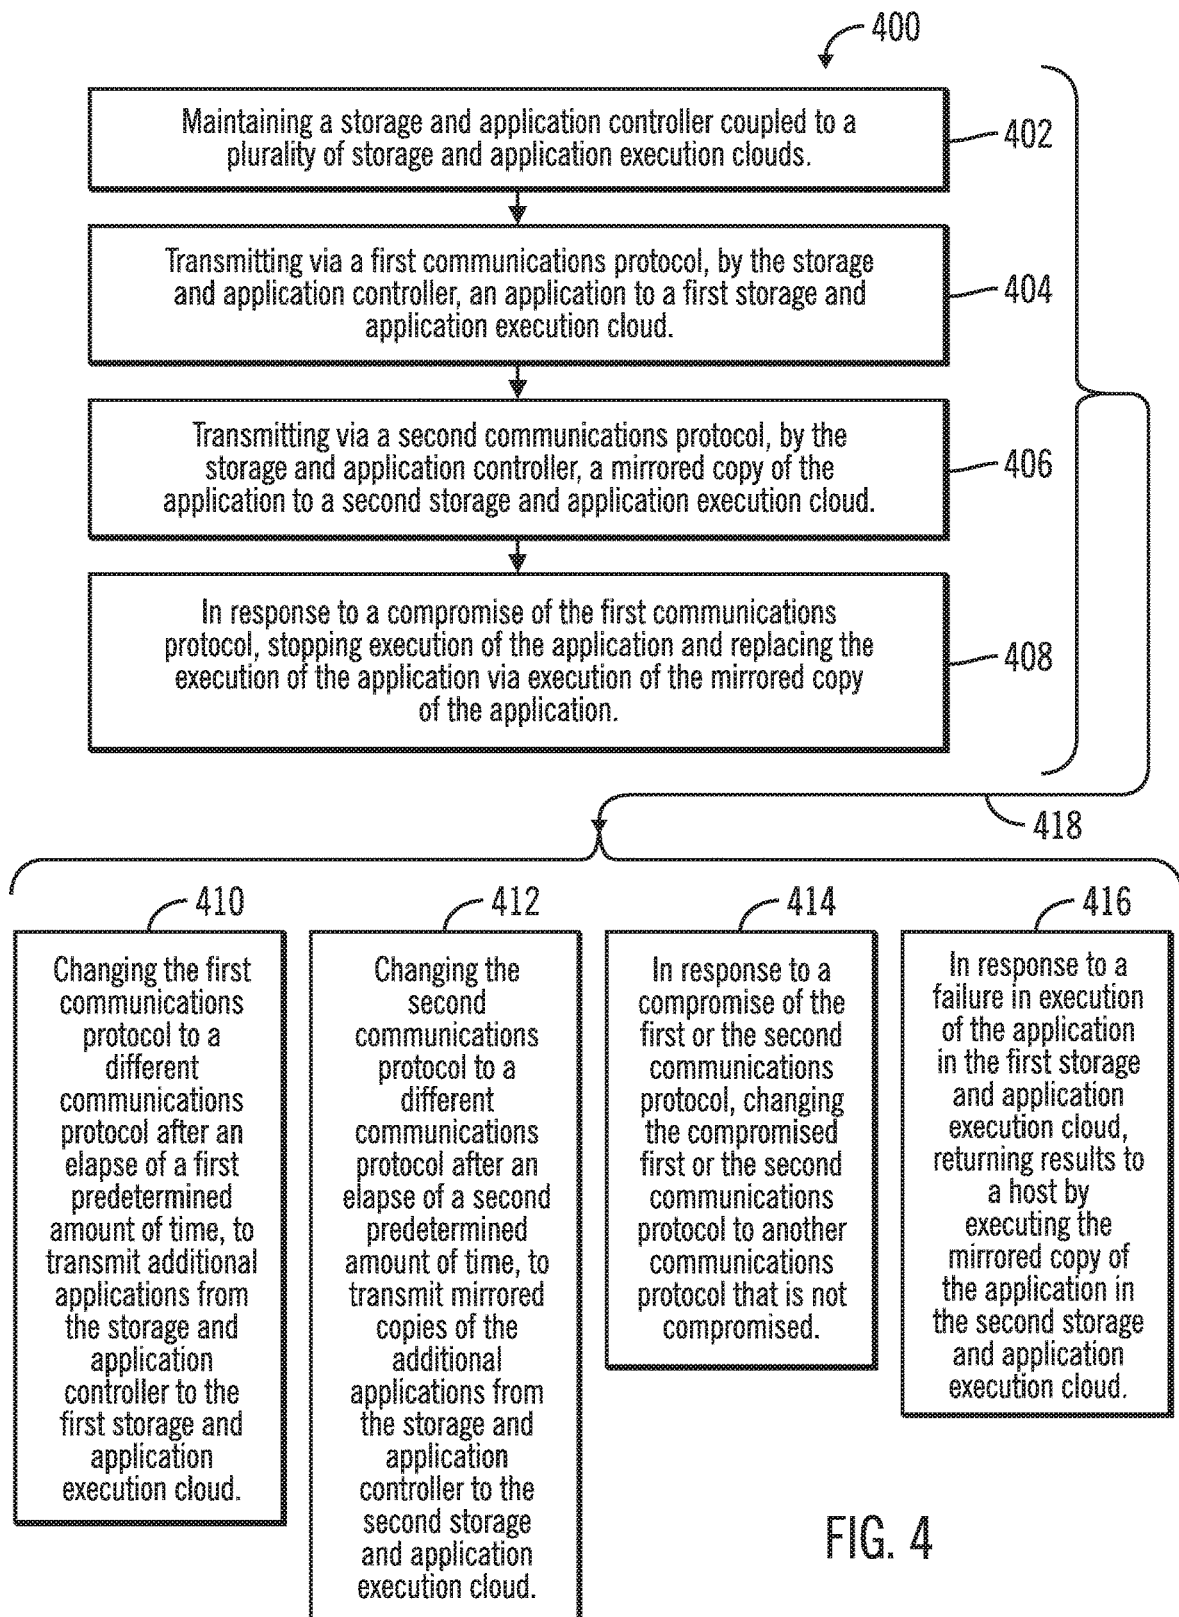 400
Maintaining a storage and application controller coupled to a
plurality of storage and application execution clouds.
402
Transmitting via a first communications protocol, by the storage
and application controller, an application to a first storage and
application execution cloud.
404
Transmitting via a second communications protocol, by the
storage and application controller, a mirrored copy of the
application to a second storage and application execution cloud.
406
In response to a compromise of the first communications
protocol, stopping execution of the application and replacing the
execution of the application via execution of the mirrored copy
of the application.
408
418
410
Changing the first
communications
protocol to a
different
communications
protocol after an
elapse of a first
predetermined
amount of time, to
transmit additional
applications from
the storage and
application
controller to the
first storage and
application
execution cloud.
412
Changing the
second
communications
protocol to a
different
communications
protocol after an
elapse of a second
predetermined
amount of time, to
transmit mirrored
copies of the
additional
applications from
the storage and
application
controller to the
second storage
and application
execution cloud.
414
In response to a
compromise of the
first or the second
communications
protocol, changing
the compromised
first or the second
communications
protocol to another
communications
protocol that is not
compromised.
416
In response to a
failure in execution
of the application
in the first storage
and application
execution cloud,
returning results to
a host by
executing the
mirrored copy of
the application in
the second storage
and application
execution cloud.
FIG. 4